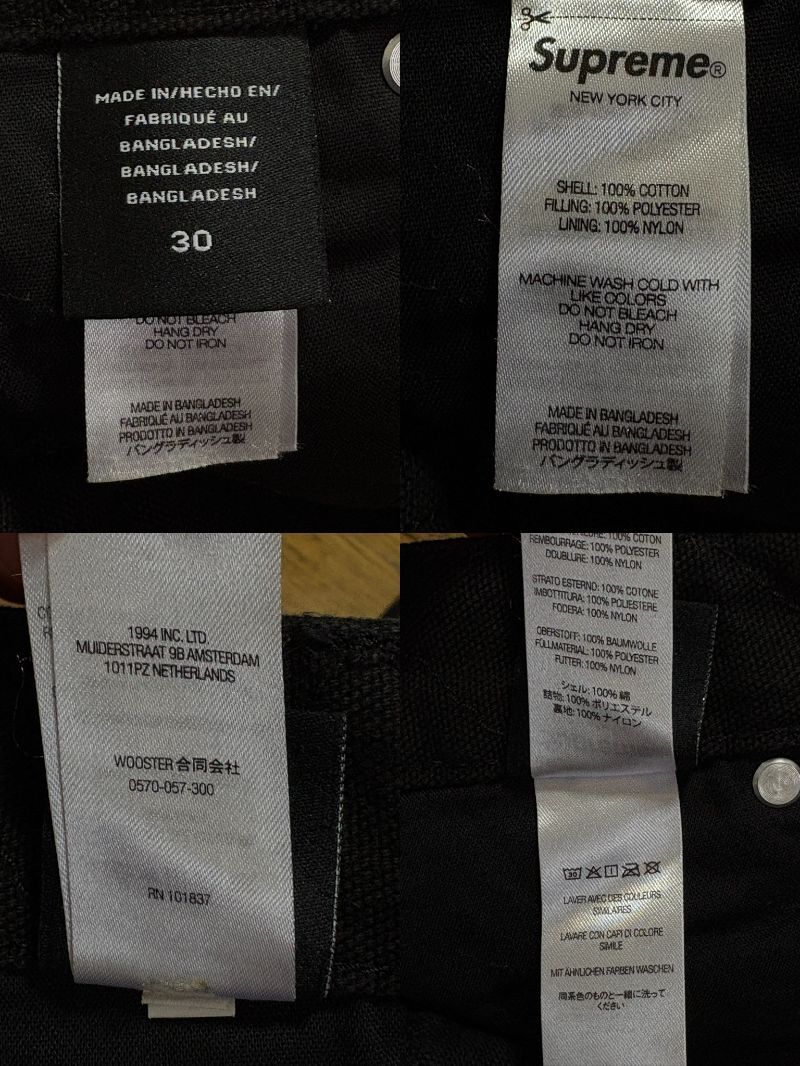 MADE IN/HECHO EN/
FABRIQUÉ AU
BANGLADESH/
BANGLADESH/
BANGLADESH
30
DO NOT BLEACH
HANG DRY
DO NOT IRON
MADE IN BANGLADESH
FABRIQUÉ AU BANGLADESH
PRODOTTO IN BANGLADESH
バングラディッシュ製
Supreme®
NEW YORK CITY
SHELL: 100% COTTON
FILLING: 100% POLYESTER
LINING: 100% NYLON
MACHINE WASH COLD WITH
LIKE COLORS
DO NOT BLEACH
HANG DRY
DO NOT IRON
MADE IN BANGLADESH
FABRIQUÉ AU BANGLADESH
PRODOTTO IN BANGLADESH
バングラディッシュ製
1994 INC. LTD.
MUIDERSTRAAT 9B AMSTERDAM
1011PZ NETHERLANDS
WOOSTER 合同会社
0570-057-300
RN 101837
100% COTON
REMBOURRAGE: 100% POLYESTER
DOUBLURE: 100% NYLON
STRATO ESTERNO: 100% COTONE
IMBOTTITURA: 100% POLIESTERE
FODERA: 100% NYLON
OBERSTOFF: 100% BAUMWOLLE
FÜLLMATERIAL: 100% POLYESTER
FUTTER: 100% NYLON
シェル: 100% 綿
詰物: 100% ポリエステル
裏地: 100% ナイロン
30
LAVER AVEC DES COULEURS
SIMILAIRES
LAVARE CON CAPI DI COLORE
SIMILE
MIT ÄHNLICHEN FARBEN WASCHEN
同系色のものと一緒に洗って
ください